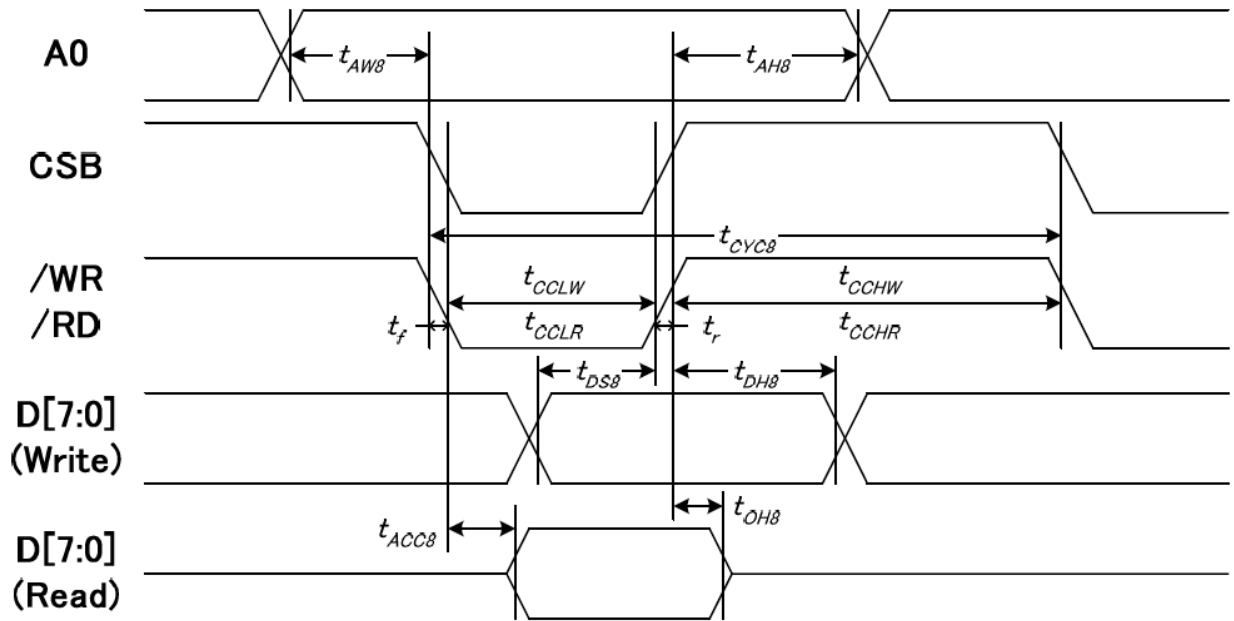 A0
tAW8
tAH8
CSB
tCYC8
/WR
/RD
tCCLW
tCCHW
tf
tCCLR
tr
tCCHR
tDS8
tDH8
D[7:0]
(Write)
tACC8
tOH8
D[7:0]
(Read)